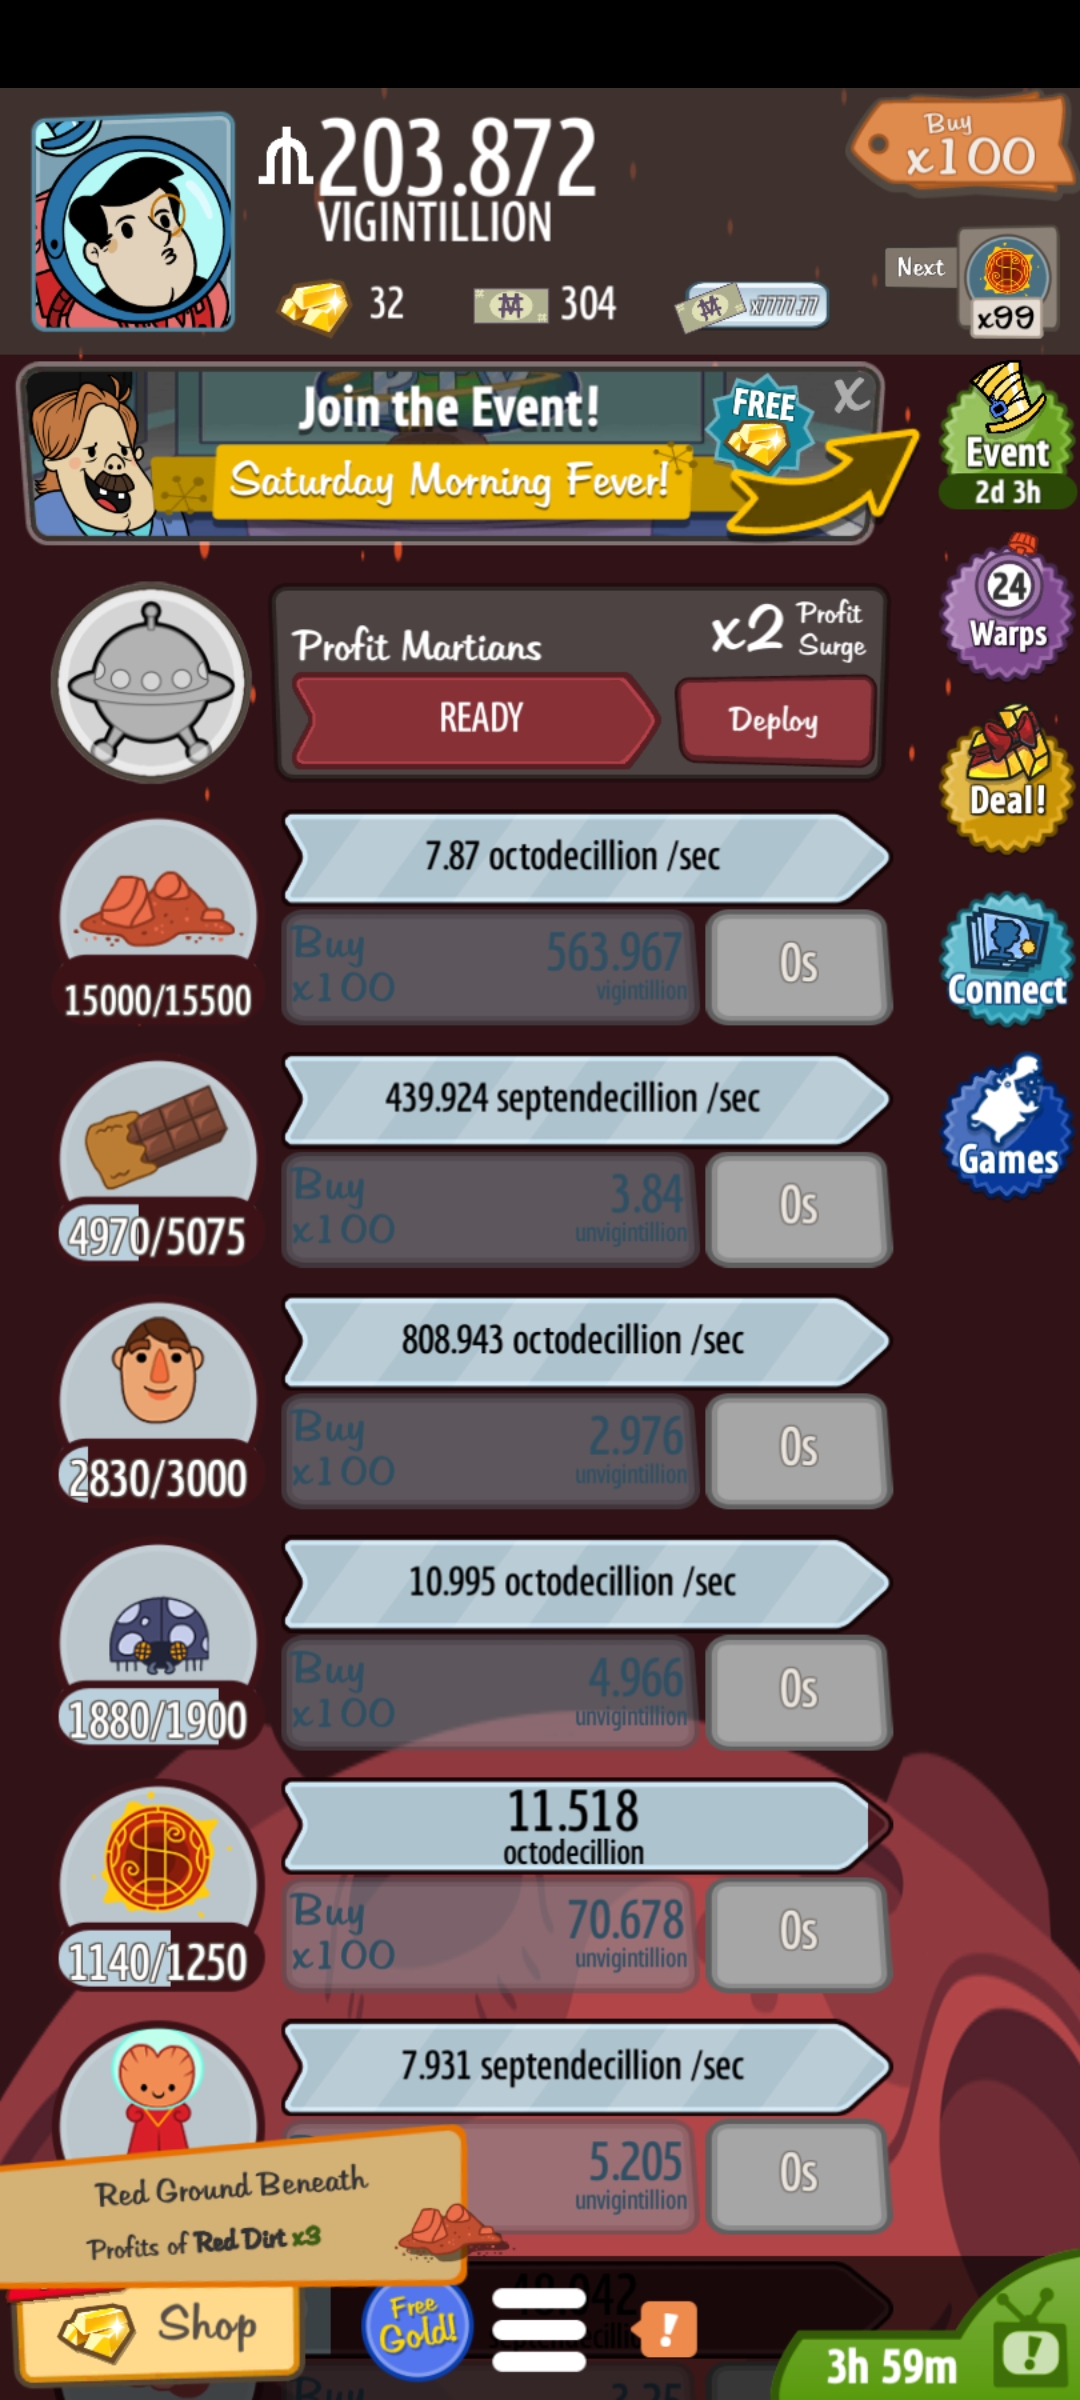 203.872
VIGINTILLION
Buy
x100
32
304
x7777.77
Next
x99
Join the Event!
FREE
X
Saturday Morning Fever!
Event
2d 3h
24
Warps
Profit Martians
x2 Profit Surge
READY
Deploy
Deal!
7.87 octodecillion /sec
Buy x100
563.967
vigintillion
0s
15000/15500
Connect
439.924 septendecillion /sec
Buy x100
3.84
unvigintillion
0s
4970/5075
Games
808.943 octodecillion /sec
Buy x100
2.976
unvigintillion
0s
2830/3000
10.995 octodecillion /sec
Buy x100
4.966
unvigintillion
0s
1880/1900
11.518
octodecillion
Buy x100
70.678
unvigintillion
0s
1140/1250
7.931 septendecillion /sec
5.205
unvigintillion
0s
Red Ground Beneath
Profits of Red Dirt x3
Shop
Free Gold!
!
3h 59m
!
Buy
3.25